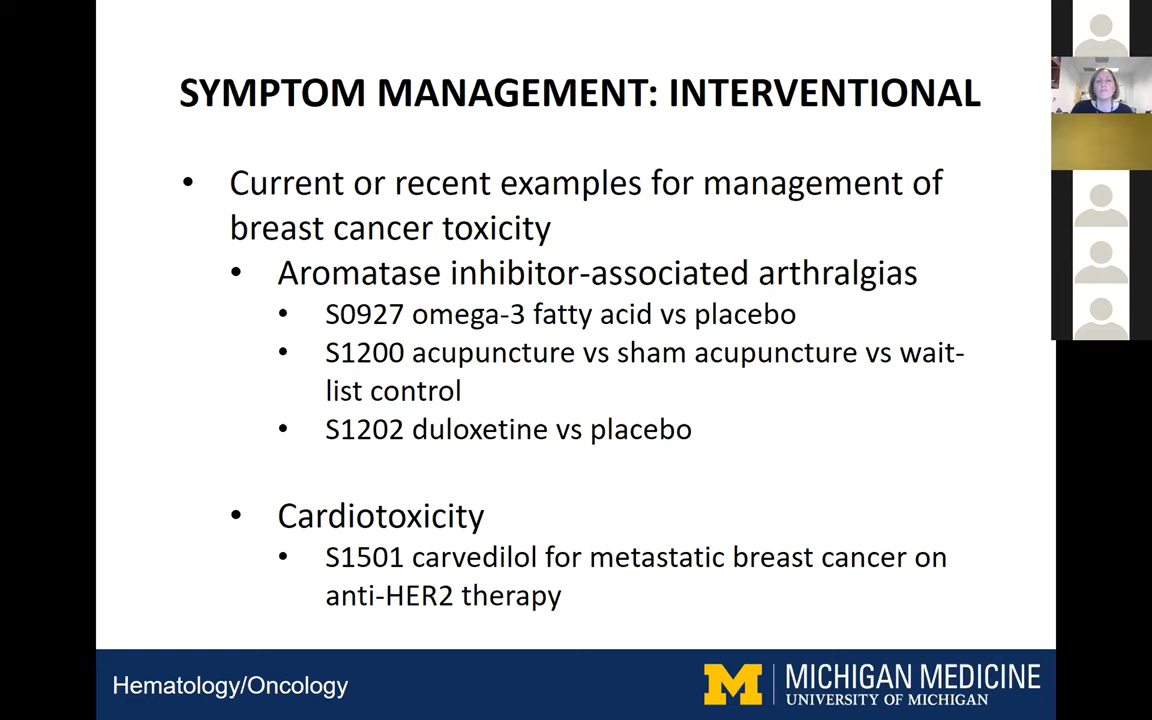 SYMPTOM MANAGEMENT: INTERVENTIONAL
• Current or recent examples for management of
breast cancer toxicity
• Aromatase inhibitor-associated arthralgias
• S0927 omega-3 fatty acid vs placebo
• S1200 acupuncture vs sham acupuncture vs wait-
list control
• S1202 duloxetine vs placebo
• Cardiotoxicity
• S1501 carvedilol for metastatic breast cancer on
anti-HER2 therapy
Hematology/Oncology
M MICHIGAN MEDICINE
UNIVERSITY OF MICHIGAN